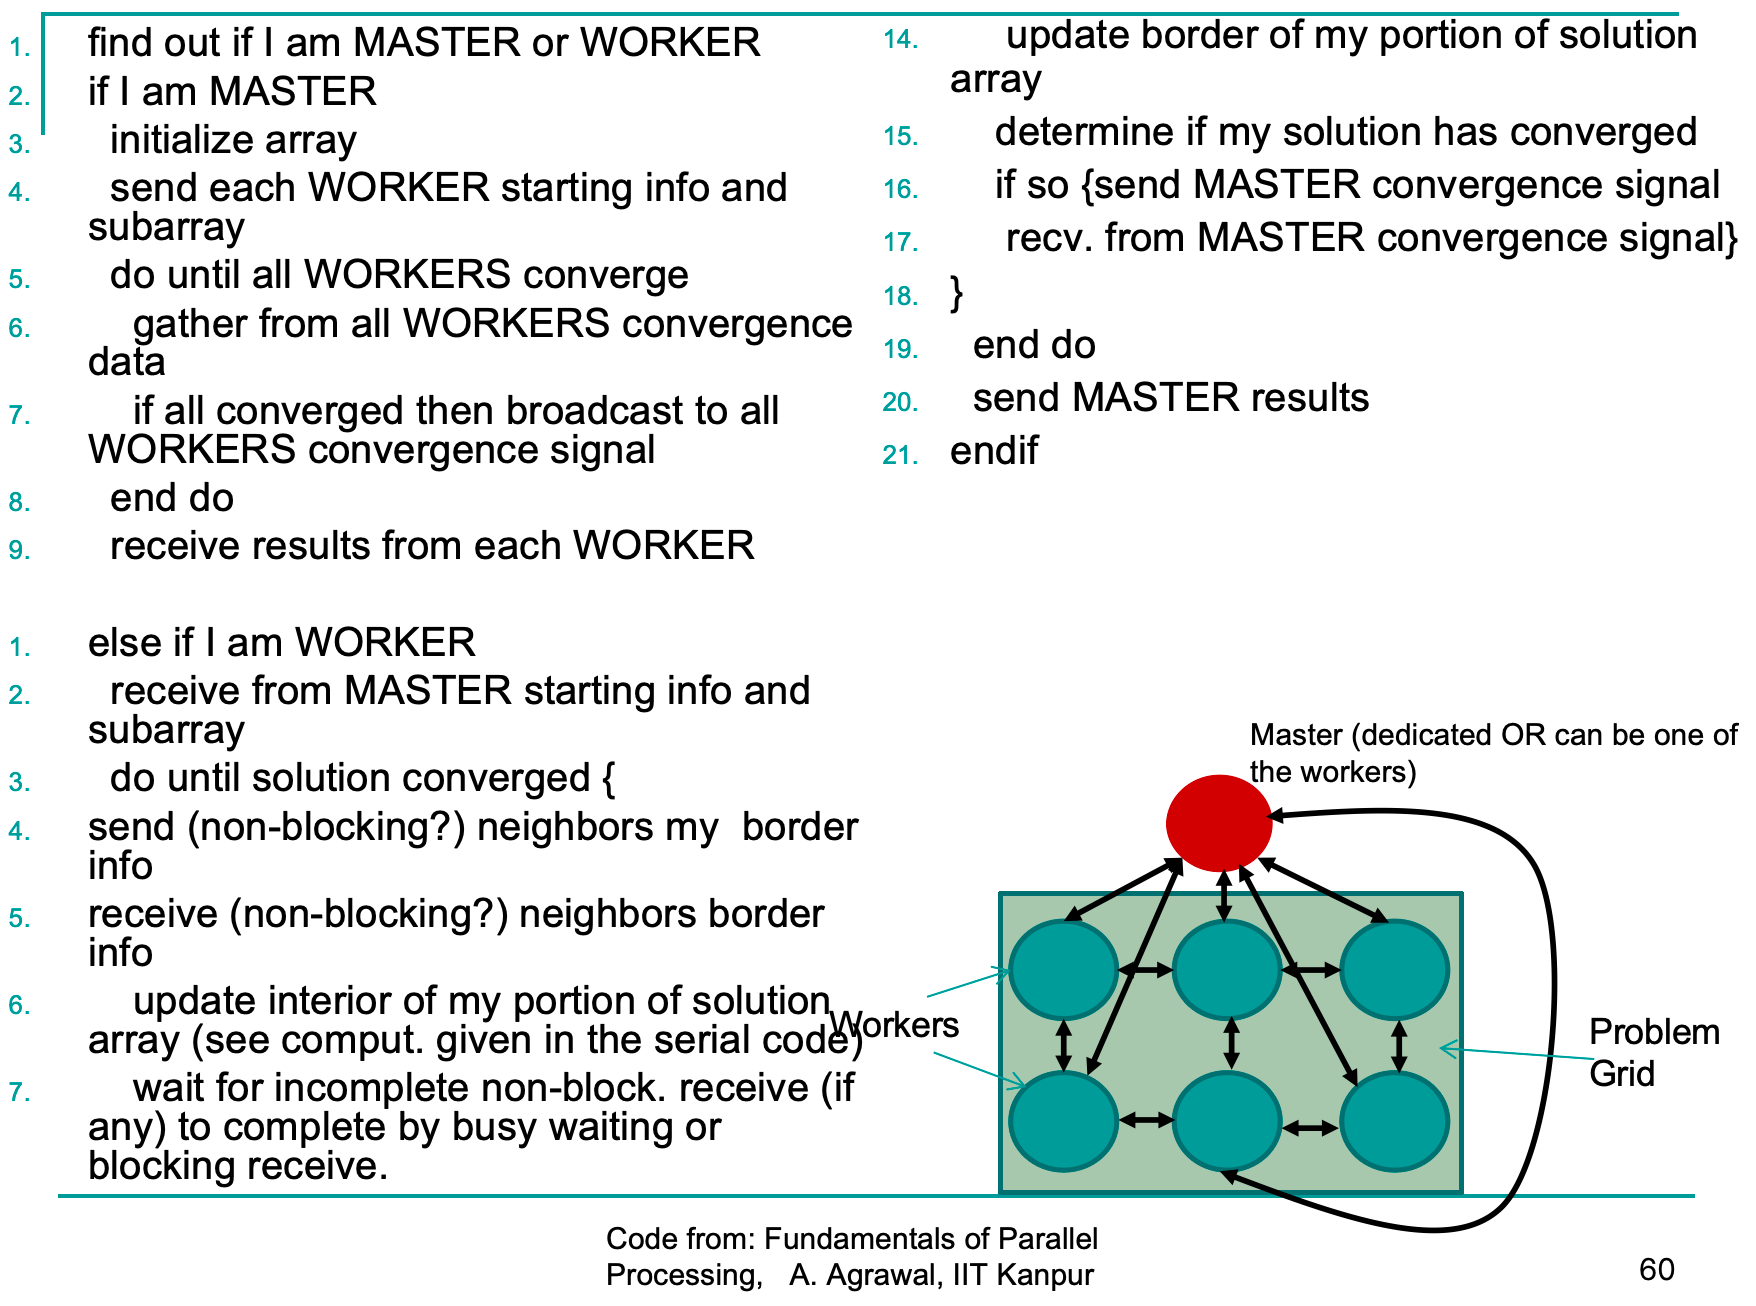 1. find out if I am MASTER or WORKER
2. if I am MASTER
3. initialize array
4. send each WORKER starting info and
subarray
5. do until all WORKERS converge
6. gather from all WORKERS convergence
data
7. if all converged then broadcast to all
WORKERS convergence signal
8. end do
9. receive results from each WORKER
1. else if I am WORKER
2. receive from MASTER starting info and
subarray
3. do until solution converged {
4. send (non-blocking?) neighbors my border
info
5. receive (non-blocking?) neighbors border
info
6. update interior of my portion of solution
array (see comput. given in the serial code)
7. wait for incomplete non-block. receive (if
any) to complete by busy waiting or
blocking receive.
14. update border of my portion of solution
array
15. determine if my solution has converged
16. if so {send MASTER convergence signal
17. recv. from MASTER convergence signal}
18. }
19. end do
20. send MASTER results
21. endif
Master (dedicated OR can be one of
the workers)
Workers
Problem
Grid
Code from: Fundamentals of Parallel
Processing, A. Agrawal, IIT Kanpur
60